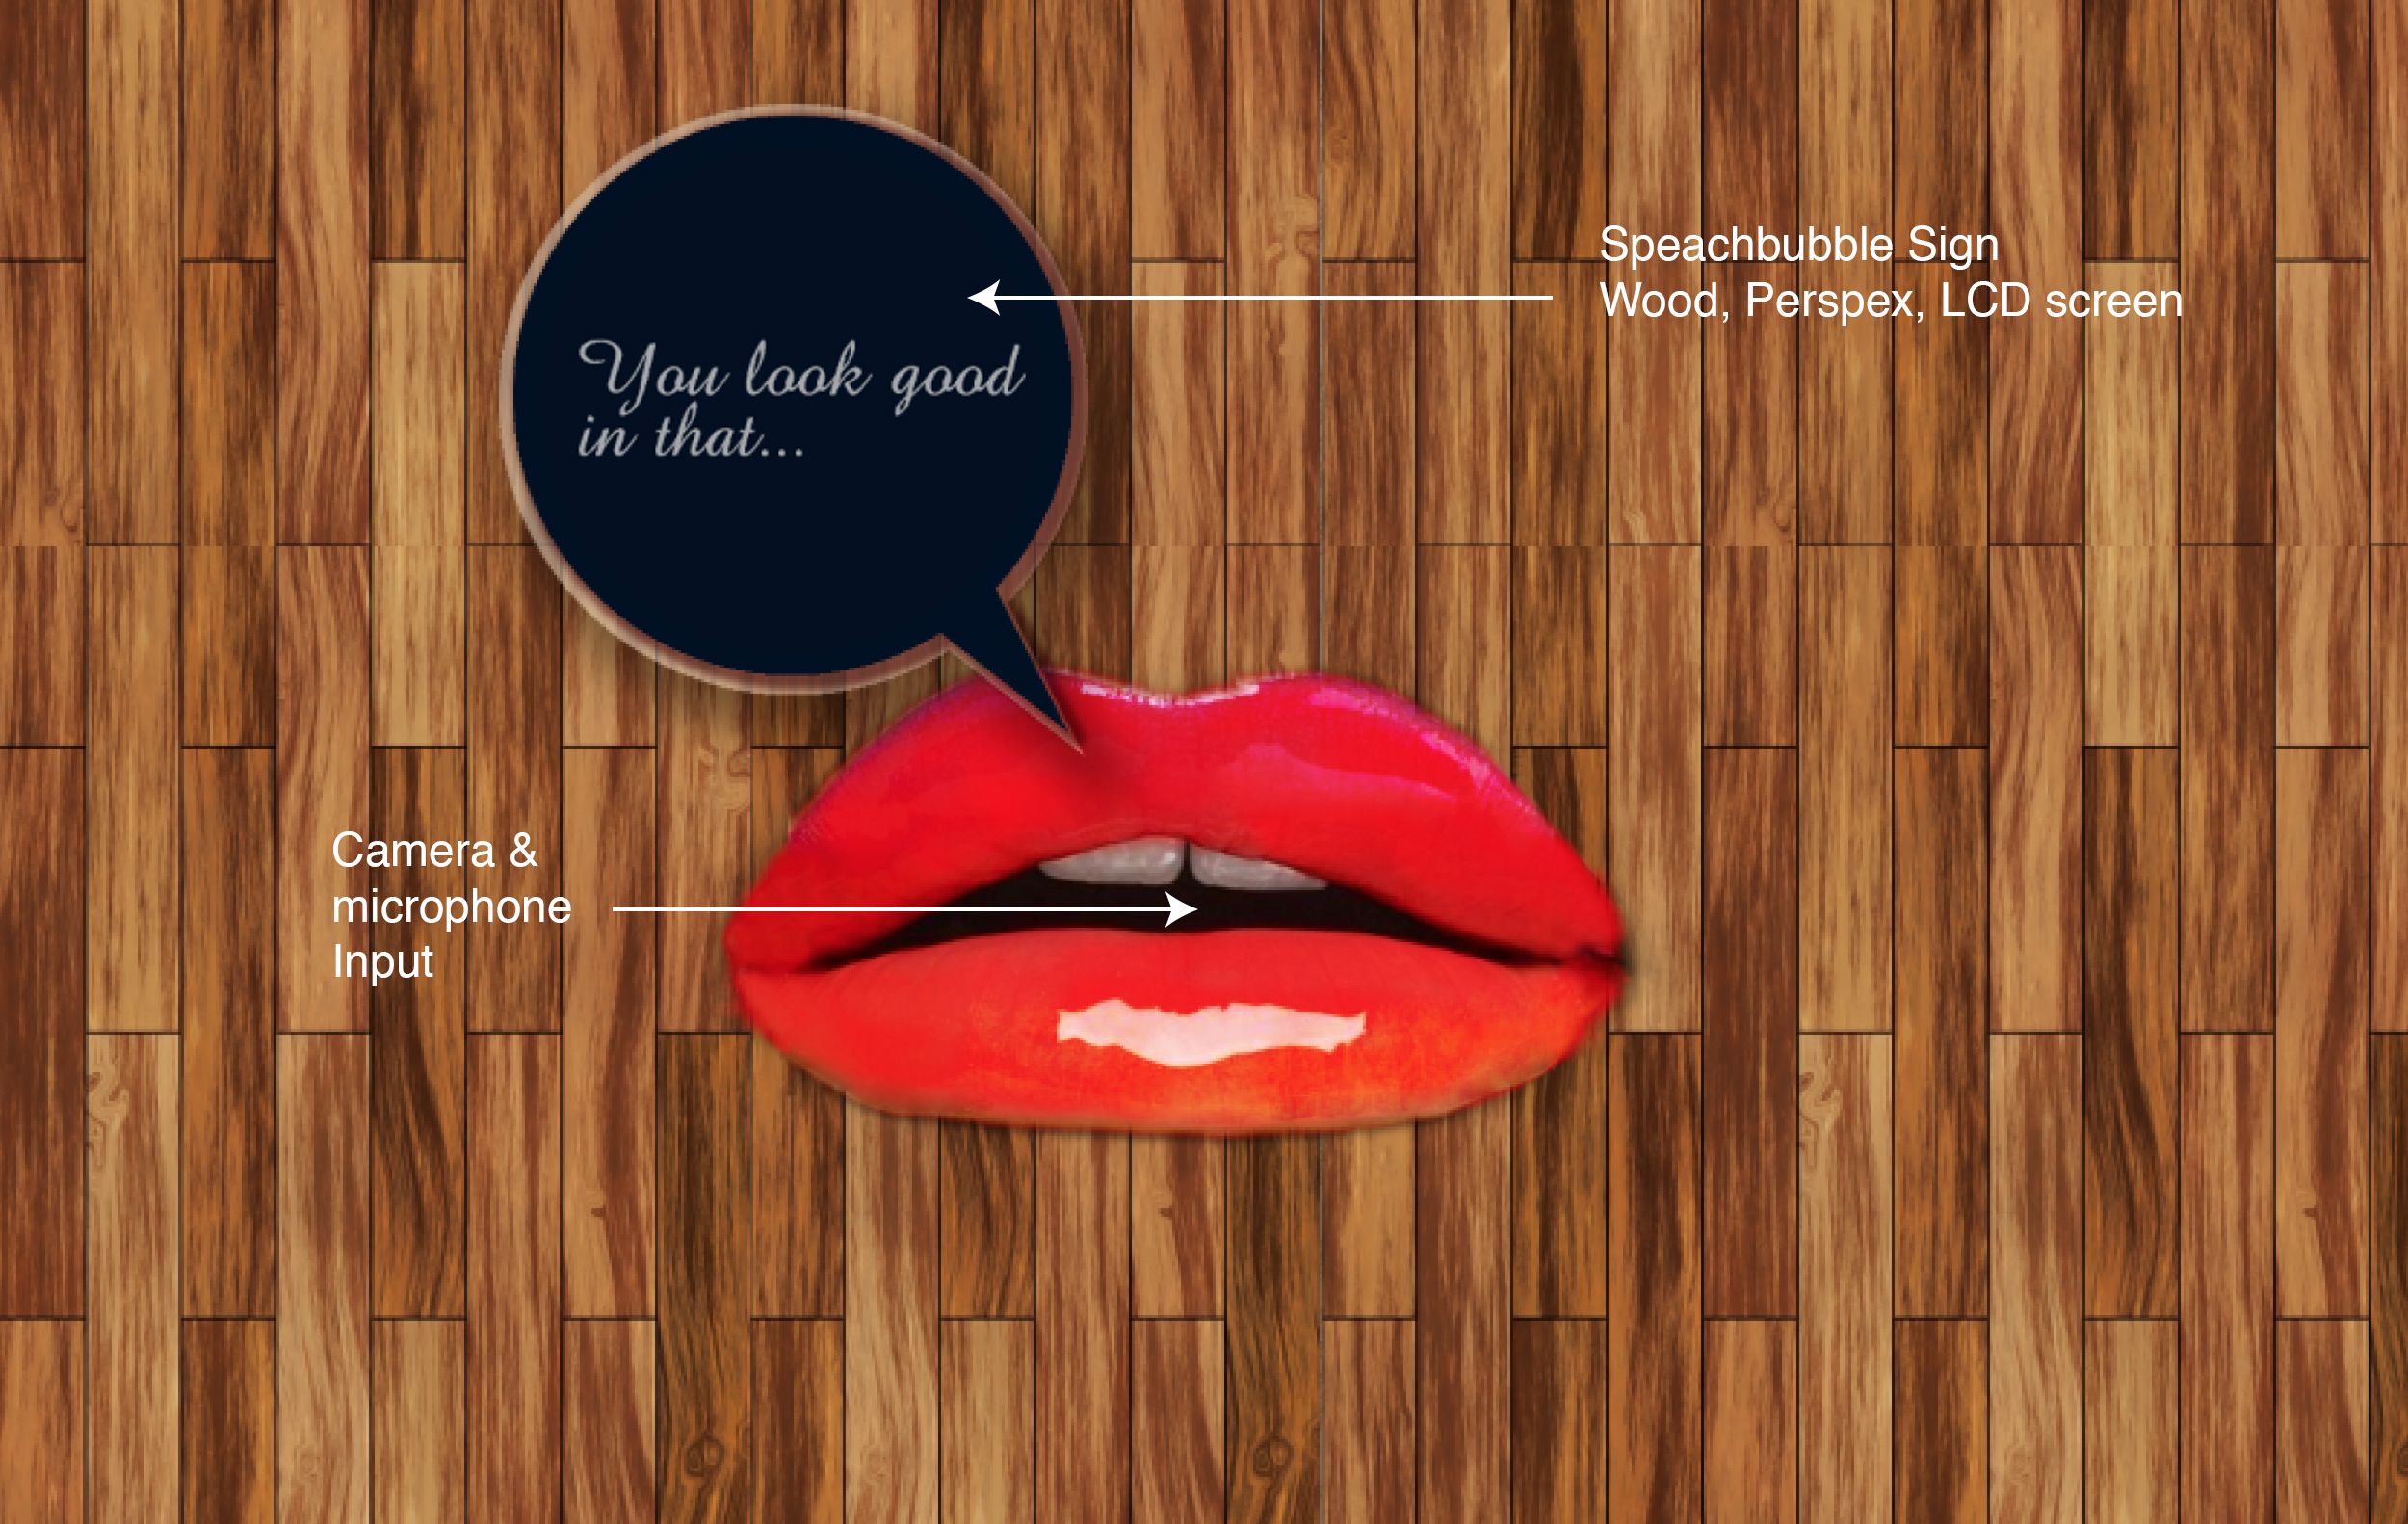 Speachbubble Sign
Wood, Perspex, LCD screen
You look good
in that...
Camera &
microphone
Input